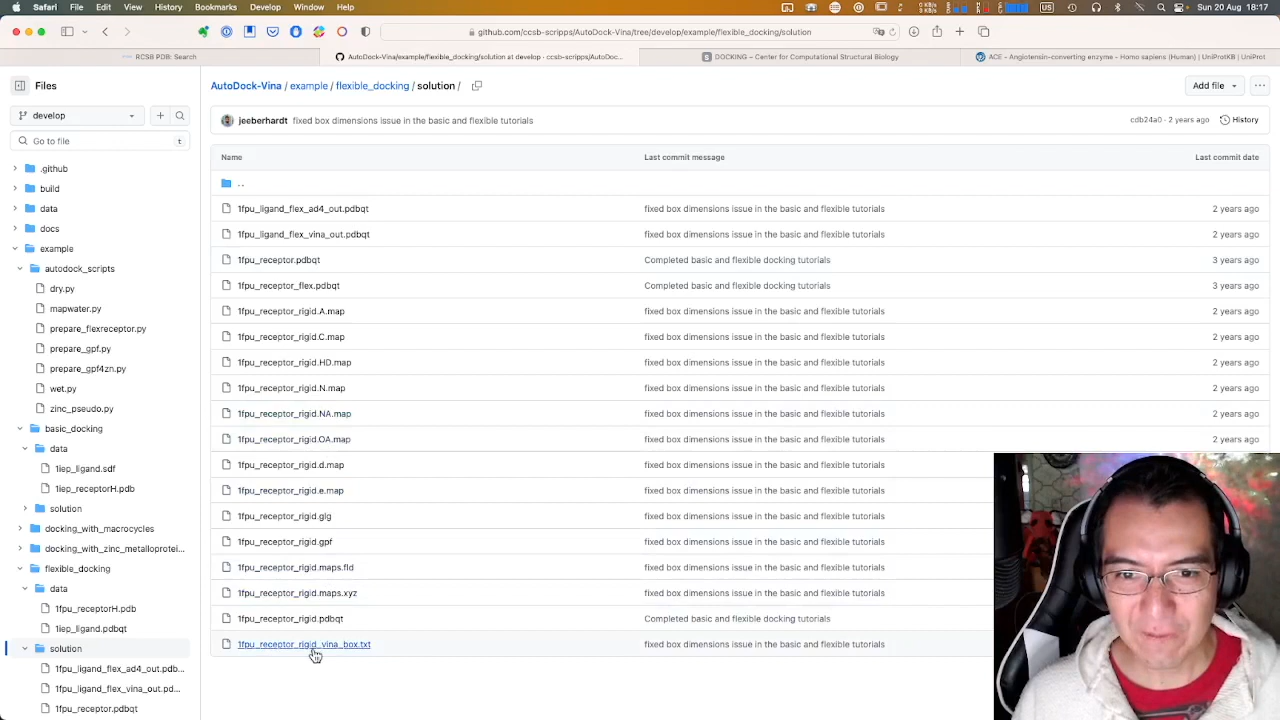 Safari File Edit View History Bookmarks Develop Window Help US Sun 20 Aug 18:17
github.com/ccsb-scripps/AutoDock-Vina/tree/develop/example/flexible_docking/solution
RCSB PDB: Search AutoDock-Vina/example/flexible_docking/solution at develop · ccsb-scripps/AutoDoc... DOCKING – Center for Computational Structural Biology ACE - Angiotensin-converting enzyme - Homo sapiens (Human) | UniProtKB | UniProt
Files
develop
Go to file t
.github
build
data
docs
example
autodock_scripts
dry.py
mapwater.py
prepare_flexreceptor.py
prepare_gpf.py
prepare_gpf4zn.py
wet.py
zinc_pseudo.py
basic_docking
data
1iep_ligand.sdf
1iep_receptorH.pdb
solution
docking_with_macrocycles
docking_with_zinc_metalloprotei...
flexible_docking
data
1fpu_receptorH.pdb
1iep_ligand.pdbqt
solution
1fpu_ligand_flex_ad4_out.pdb...
1fpu_ligand_flex_vina_out.pd...
1fpu_receptor.pdbqt
AutoDock-Vina / example / flexible_docking / solution /
Add file
jeeberhardt fixed box dimensions issue in the basic and flexible tutorials cdb24a0 · 2 years ago History
Name Last commit message Last commit date
..
1fpu_ligand_flex_ad4_out.pdbqt fixed box dimensions issue in the basic and flexible tutorials 2 years ago
1fpu_ligand_flex_vina_out.pdbqt fixed box dimensions issue in the basic and flexible tutorials 2 years ago
1fpu_receptor.pdbqt Completed basic and flexible docking tutorials 3 years ago
1fpu_receptor_flex.pdbqt Completed basic and flexible docking tutorials 3 years ago
1fpu_receptor_rigid.A.map fixed box dimensions issue in the basic and flexible tutorials 2 years ago
1fpu_receptor_rigid.C.map fixed box dimensions issue in the basic and flexible tutorials 2 years ago
1fpu_receptor_rigid.HD.map fixed box dimensions issue in the basic and flexible tutorials 2 years ago
1fpu_receptor_rigid.N.map fixed box dimensions issue in the basic and flexible tutorials 2 years ago
1fpu_receptor_rigid.NA.map fixed box dimensions issue in the basic and flexible tutorials 2 years ago
1fpu_receptor_rigid.OA.map fixed box dimensions issue in the basic and flexible tutorials 2 years ago
1fpu_receptor_rigid.d.map fixed box dimensions issue in the basic and flexible tutorials
1fpu_receptor_rigid.e.map fixed box dimensions issue in the basic and flexible tutorials
1fpu_receptor_rigid.glg fixed box dimensions issue in the basic and flexible tutorials
1fpu_receptor_rigid.gpf fixed box dimensions issue in the basic and flexible tutorials
1fpu_receptor_rigid.maps.fld fixed box dimensions issue in the basic and flexible tutorials
1fpu_receptor_rigid.maps.xyz fixed box dimensions issue in the basic and flexible tutorials
1fpu_receptor_rigid.pdbqt Completed basic and flexible docking tutorials
1fpu_receptor_rigid_vina_box.txt fixed box dimensions issue in the basic and flexible tutorials